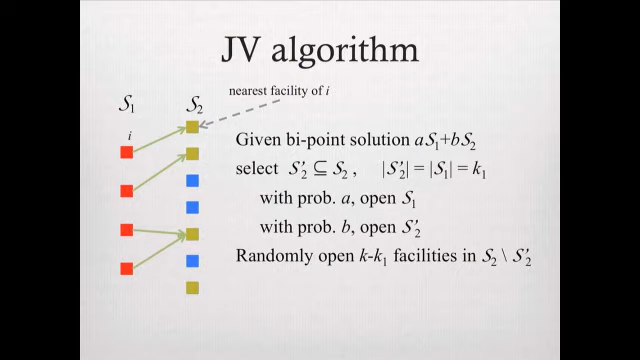 JV algorithm
nearest facility of i
S₁
S₂
i
Given bi-point solution aS₁+bS₂
select S′₂ ⊆ S₂ , |S′₂| = |S₁| = k₁
with prob. a, open S₁
with prob. b, open S′₂
Randomly open k-k₁ facilities in S₂ \ S′₂